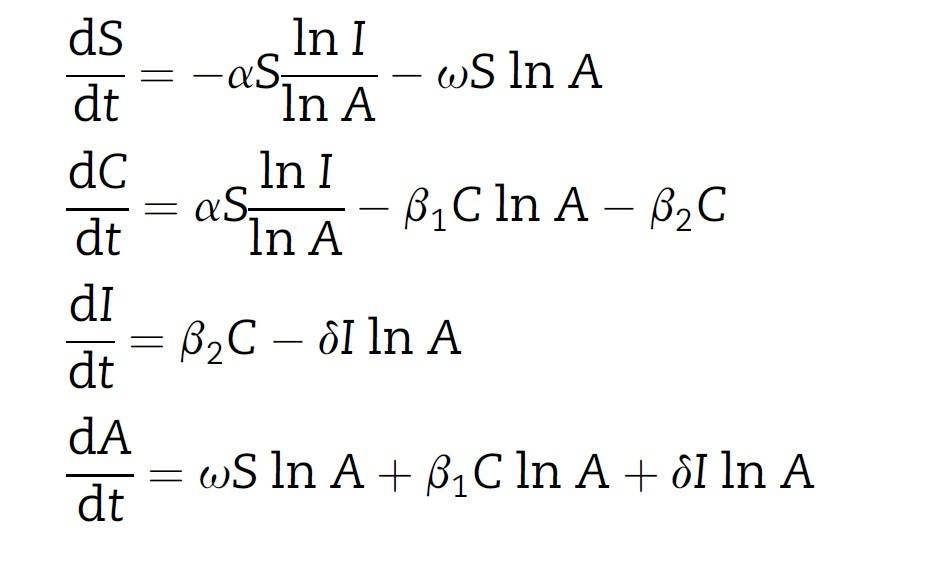 dS/dt = −αS ln I/ln A − ωS ln A
dC/dt = αS ln I/ln A − β₁C ln A − β₂C
dI/dt = β₂C − δI ln A
dA/dt = ωS ln A + β₁C ln A + δI ln A